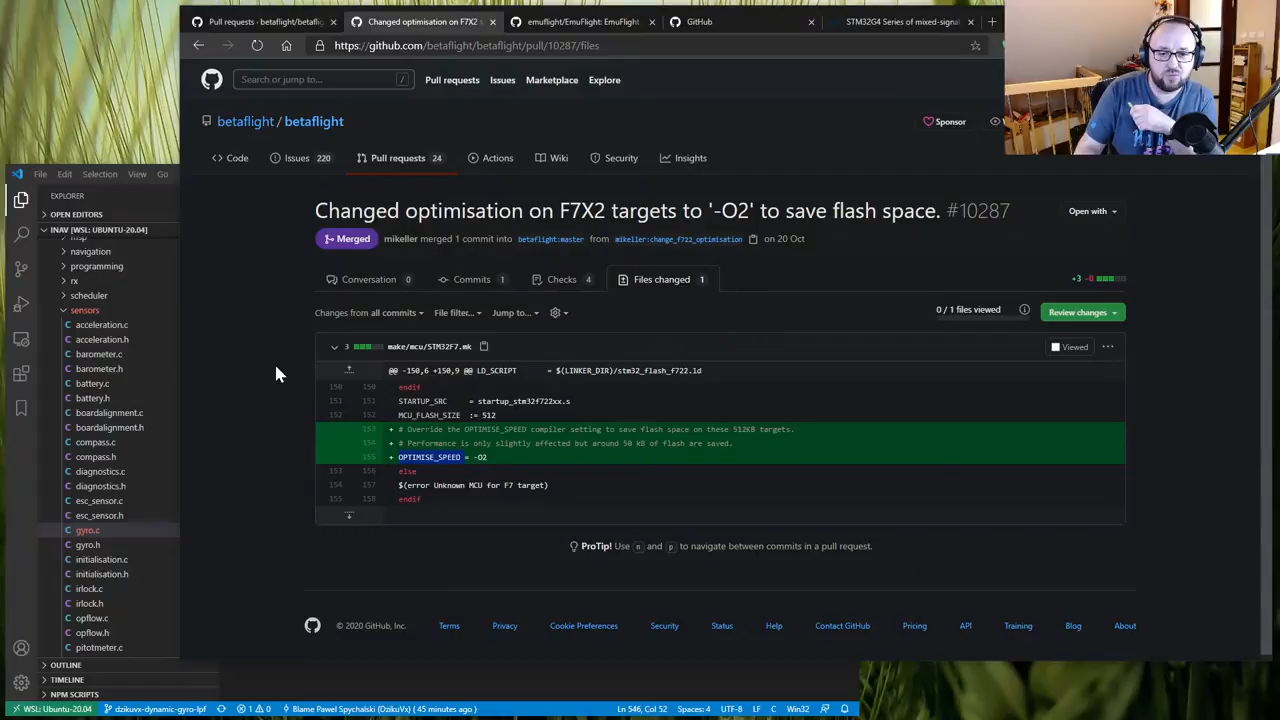 Pull requests · betaflight/betaflig
Changed optimisation on F7X2
emuflight/EmuFlight: EmuFlight
GitHub
STM32G4 Series of mixed-signal
https://github.com/betaflight/betaflight/pull/10287/files
Search or jump to...
/
Pull requests
Issues
Marketplace
Explore
betaflight / betaflight
Sponsor
Code
Issues 220
Pull requests 24
Actions
Wiki
Security
Insights
Changed optimisation on F7X2 targets to '-O2' to save flash space. #10287
Open with
Merged
mikeller merged 1 commit into betaflight:master from mikeller:change_f722_optimisation on 20 Oct
Conversation 0
Commits 1
Checks 4
Files changed 1
+3 −0
Changes from all commits
File filter...
Jump to...
0 / 1 files viewed
Review changes
3 make/mcu/STM32F7.mk
Viewed
@@ -150,6 +150,9 @@ LD_SCRIPT = $(LINKER_DIR)/stm32_flash_f722.ld
150 150 endif
151 151 STARTUP_SRC = startup_stm32f722xx.s
152 152 MCU_FLASH_SIZE := 512
153 + # Override the OPTIMISE_SPEED compiler setting to save flash space on these 512KB targets.
154 + # Performance is only slightly affected but around 50 kB of flash are saved.
155 + OPTIMISE_SPEED = -O2
153 156 else
154 157 $(error Unknown MCU for F7 target)
155 158 endif
ProTip! Use n and p to navigate between commits in a pull request.
© 2020 GitHub, Inc.
Terms
Privacy
Cookie Preferences
Security
Status
Help
Contact GitHub
Pricing
API
Training
Blog
About
File Edit Selection View Go
EXPLORER
OPEN EDITORS
INAV [WSL: UBUNTU-20.04]
msp
navigation
programming
rx
scheduler
sensors
acceleration.c
acceleration.h
barometer.c
barometer.h
battery.c
battery.h
boardalignment.c
boardalignment.h
compass.c
compass.h
diagnostics.c
diagnostics.h
esc_sensor.c
esc_sensor.h
gyro.c
gyro.h
initialisation.c
initialisation.h
irlock.c
irlock.h
opflow.c
opflow.h
pitotmeter.c
OUTLINE
TIMELINE
NPM SCRIPTS
WSL: Ubuntu-20.04
dzikuvx-dynamic-gyro-lpf
1 0
Blame Pawel Spychalski (DzikuVx) ( 45 minutes ago )
Ln 546, Col 52
Spaces: 4
UTF-8
LF
C
Win32